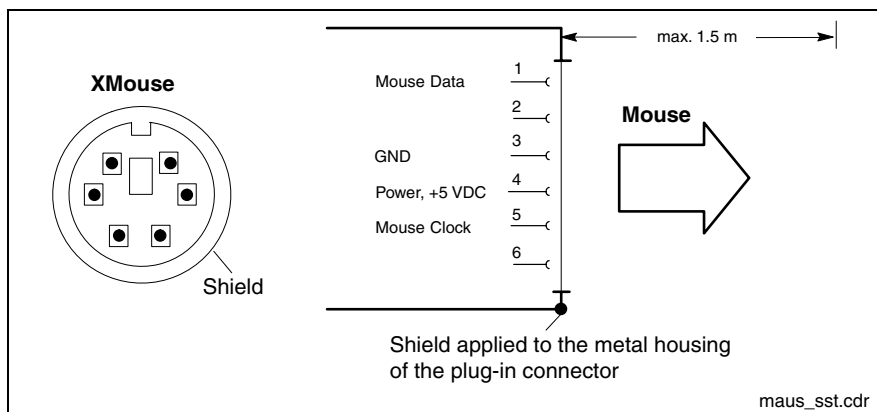 max. 1.5 m
XMouse
Mouse Data
1
2
Mouse
GND
3
Power, +5 VDC
4
Mouse Clock
5
6
Shield
Shield applied to the metal housing
of the plug-in connector
maus_sst.cdr